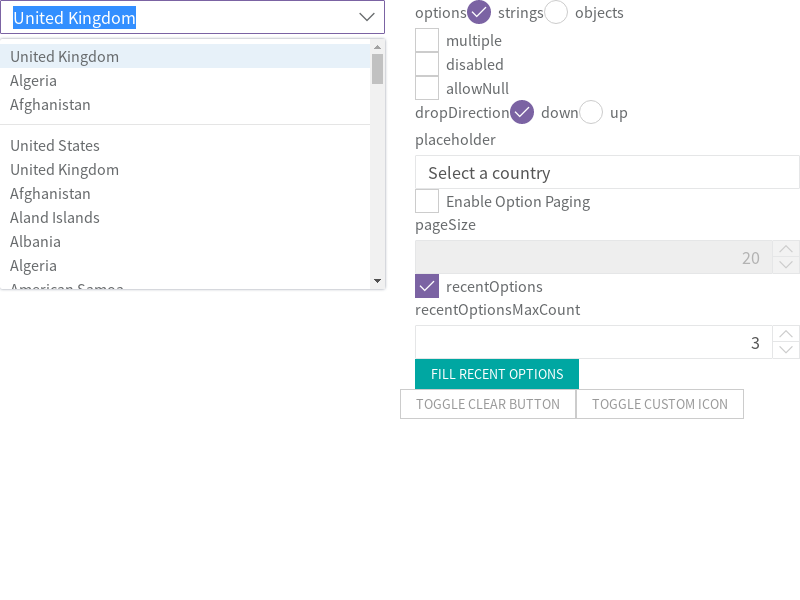 United Kingdom
United Kingdom
Algeria
Afghanistan
United States
United Kingdom
Afghanistan
Aland Islands
Albania
Algeria
American Samoa
options strings objects
multiple
disabled
allowNull
dropDirection down up
placeholder
Select a country
Enable Option Paging
pageSize
20
recentOptions
recentOptionsMaxCount
3
FILL RECENT OPTIONS
TOGGLE CLEAR BUTTON TOGGLE CUSTOM ICON